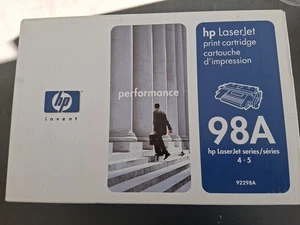 hp
invent
performance
hp LaserJet
print cartridge
cartouche
d'impression
98A
hp LaserJet series/séries
4 - 5
92298A